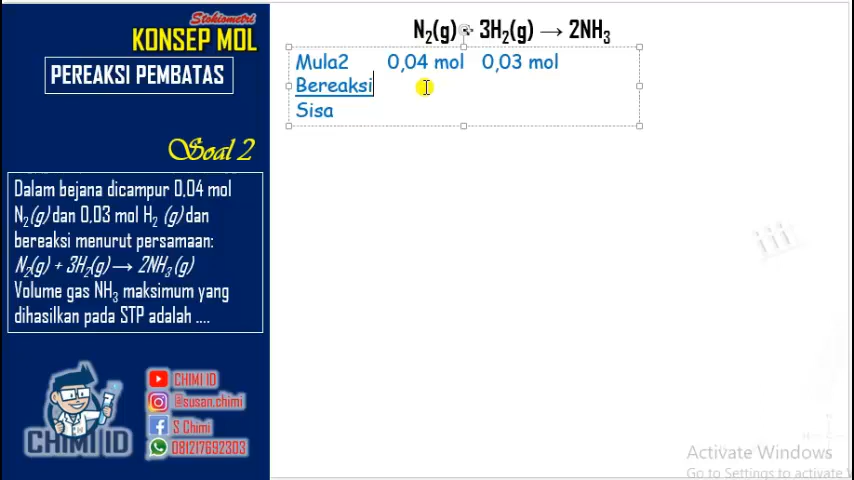 Stokiometri
KONSEP MOL
PEREAKSI PEMBATAS
Soal 2
Dalam bejana dicampur 0,04 mol
N₂(g) dan 0,03 mol H₂ (g) dan
bereaksi menurut persamaan:
N₂(g) + 3H₂(g) → 2NH₃ (g)
Volume gas NH₃ maksimum yang
dihasilkan pada STP adalah ....
CHIMI ID
CHIMI ID
@susan.chimi
S Chimi
081217692303
N₂(g) + 3H₂(g) → 2NH₃
Mula2 0,04 mol 0,03 mol
Bereaksi
Sisa
Activate Windows
Go to Settings to activate